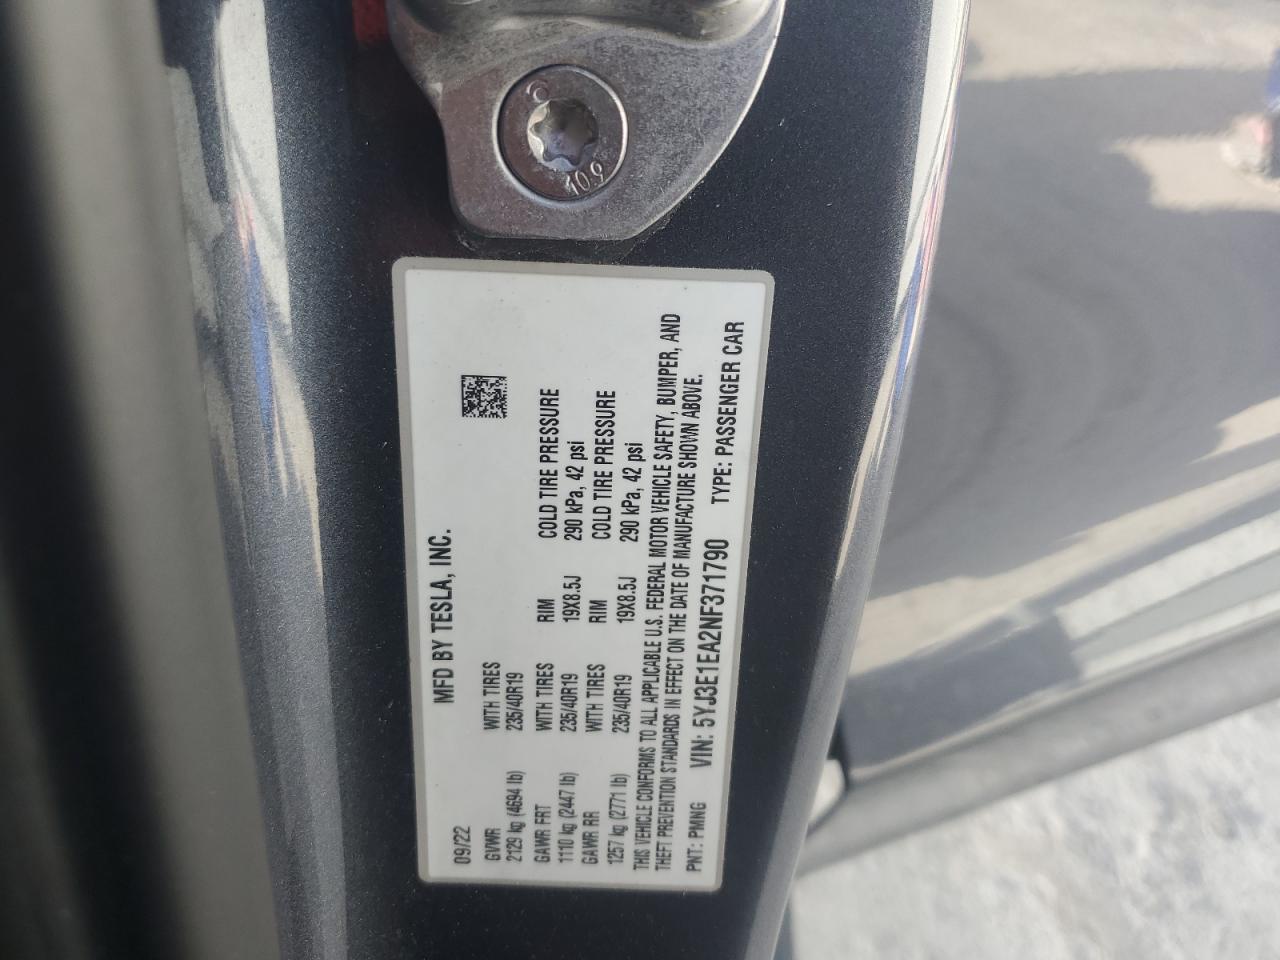 10.9
MFD BY TESLA, INC.
09/22
GVWR WITH TIRES
2129 kg (4694 lb) 235/40R19
GAWR FRT WITH TIRES RIM COLD TIRE PRESSURE
1110 kg (2447 lb) 235/40R19 19X8.5J 290 kPa, 42 psi
GAWR RR WITH TIRES RIM COLD TIRE PRESSURE
1257 kg (2771 lb) 235/40R19 19X8.5J 290 kPa, 42 psi
THIS VEHICLE CONFORMS TO ALL APPLICABLE U.S. FEDERAL MOTOR VEHICLE SAFETY, BUMPER, AND
THEFT PREVENTION STANDARDS IN EFFECT ON THE DATE OF MANUFACTURE SHOWN ABOVE.
PNT: PMNG VIN: 5YJ3E1EA2NF371790 TYPE: PASSENGER CAR